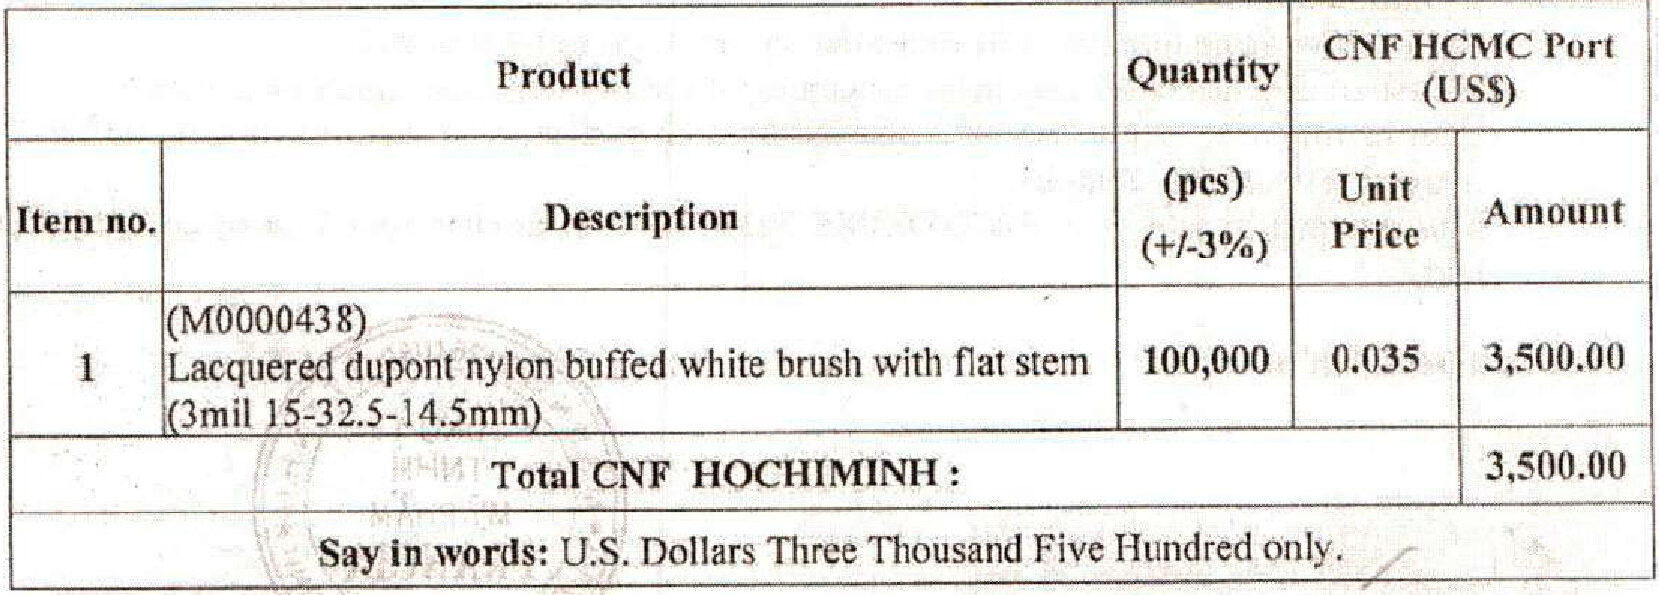 Product
Quantity
CNF HCMC Port
(US$)
Item no.
Description
(pcs)
(+/-3%)
Unit
Price
Amount
1
(M0000438)
Lacquered dupont nylon buffed white brush with flat stem
(3mil 15-32.5-14.5mm)
100,000
0.035
3,500.00
Total CNF HOCHIMINH :
3,500.00
Say in words: U.S. Dollars Three Thousand Five Hundred only.